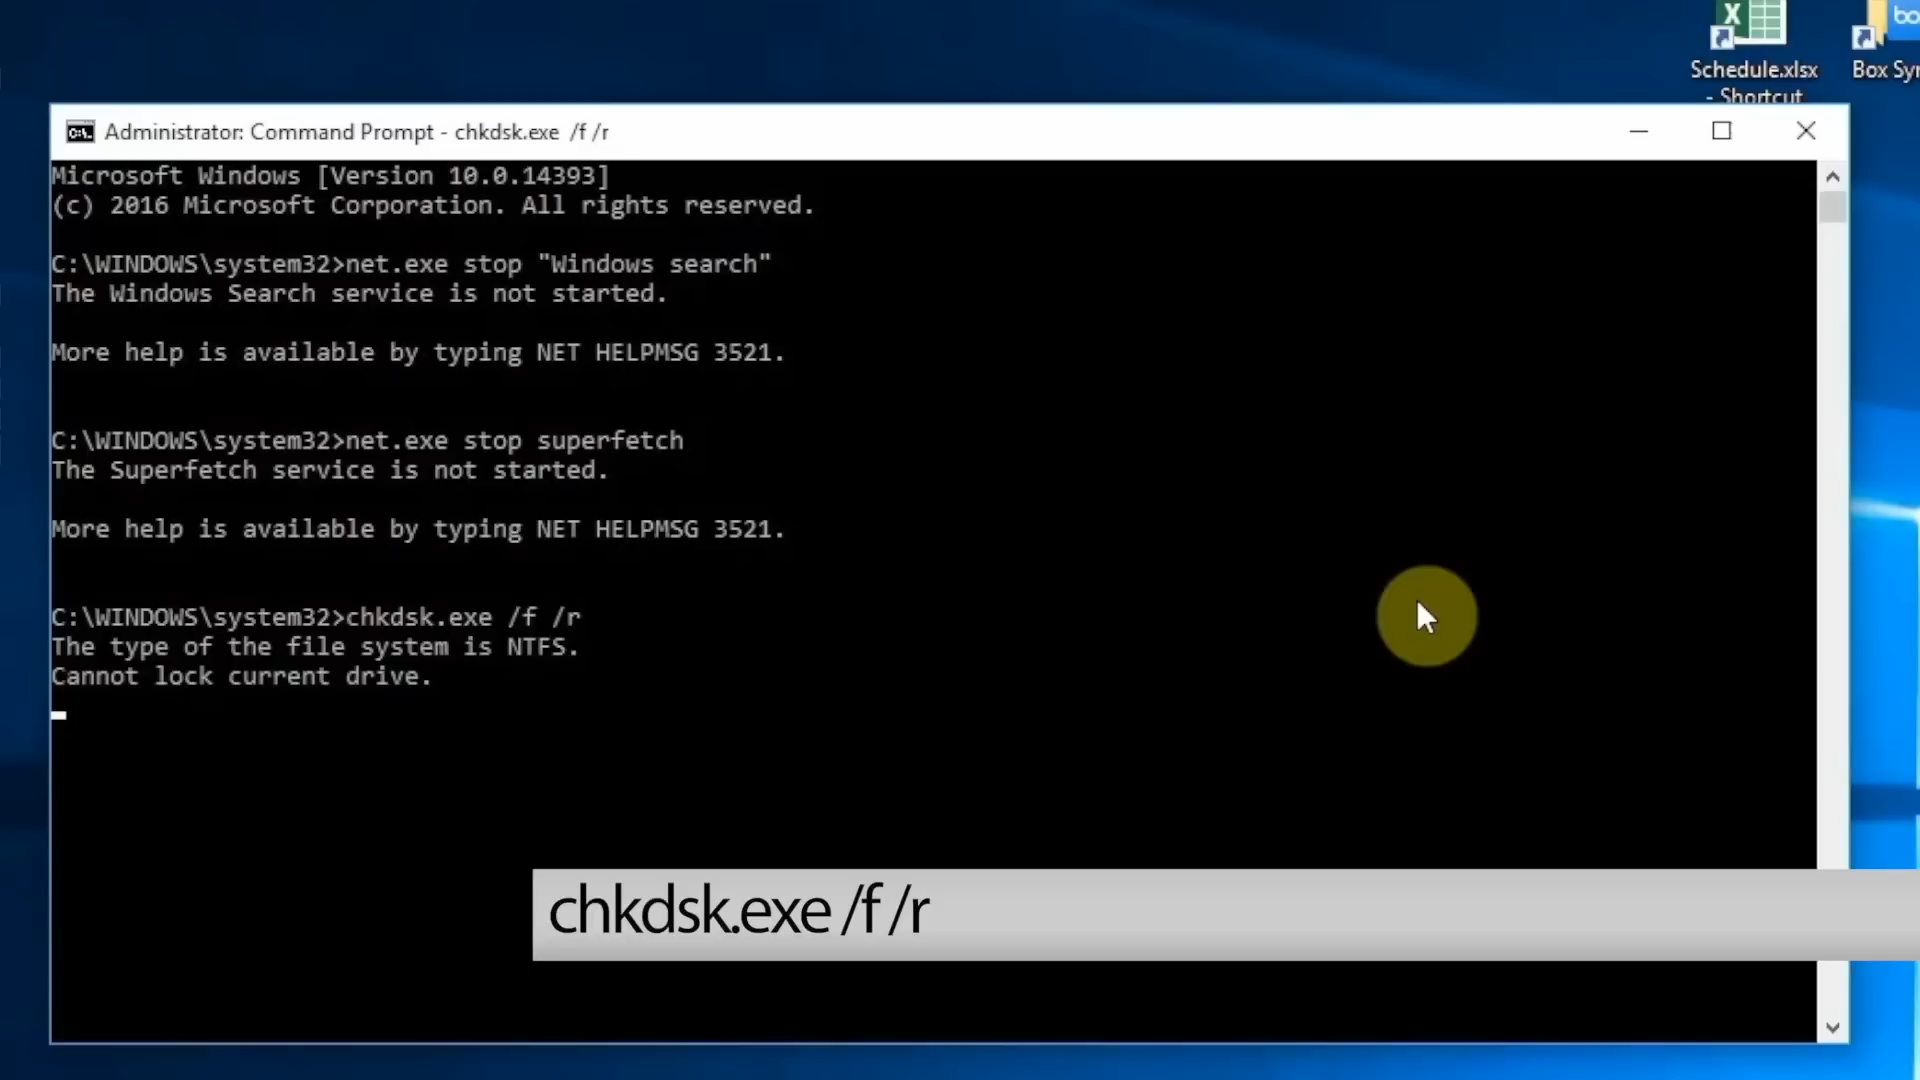 Schedule.xlsx
- Shortcut
Box
Administrator: Command Prompt - chkdsk.exe /f /r
Microsoft Windows [Version 10.0.14393]
(c) 2016 Microsoft Corporation. All rights reserved.
C:\WINDOWS\system32>net.exe stop "Windows search"
The Windows Search service is not started.
More help is available by typing NET HELPMSG 3521.
C:\WINDOWS\system32>net.exe stop superfetch
The Superfetch service is not started.
More help is available by typing NET HELPMSG 3521.
C:\WINDOWS\system32>chkdsk.exe /f /r
The type of the file system is NTFS.
Cannot lock current drive.
chkdsk.exe /f /r